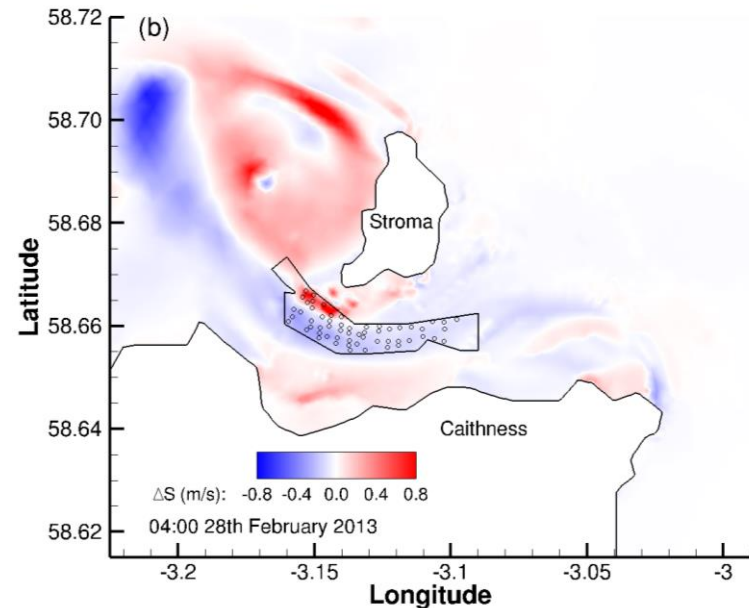 (b)
58.72
58.70
58.68
58.66
58.64
58.62
Latitude
Stroma
Caithness
ΔS (m/s): -0.8 -0.4 0.0 0.4 0.8
04:00 28th February 2013
-3.2 -3.15 -3.1 -3.05 -3
Longitude